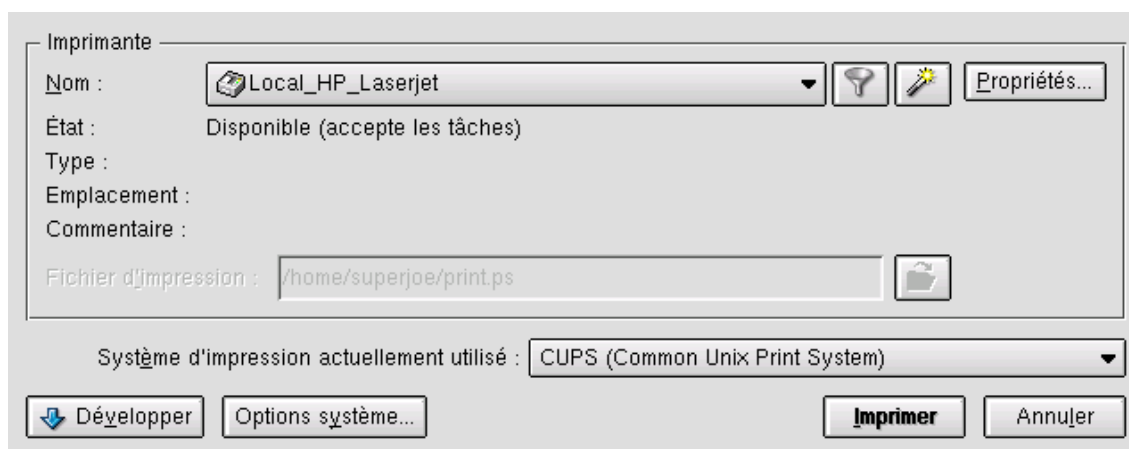 Imprimante
Nom : Local_HP_Laserjet Propriétés...
État : Disponible (accepte les tâches)
Type :
Emplacement :
Commentaire :
Fichier d'impression : /home/superjoe/print.ps
Système d'impression actuellement utilisé : CUPS (Common Unix Print System)
Développer Options système... Imprimer Annuler